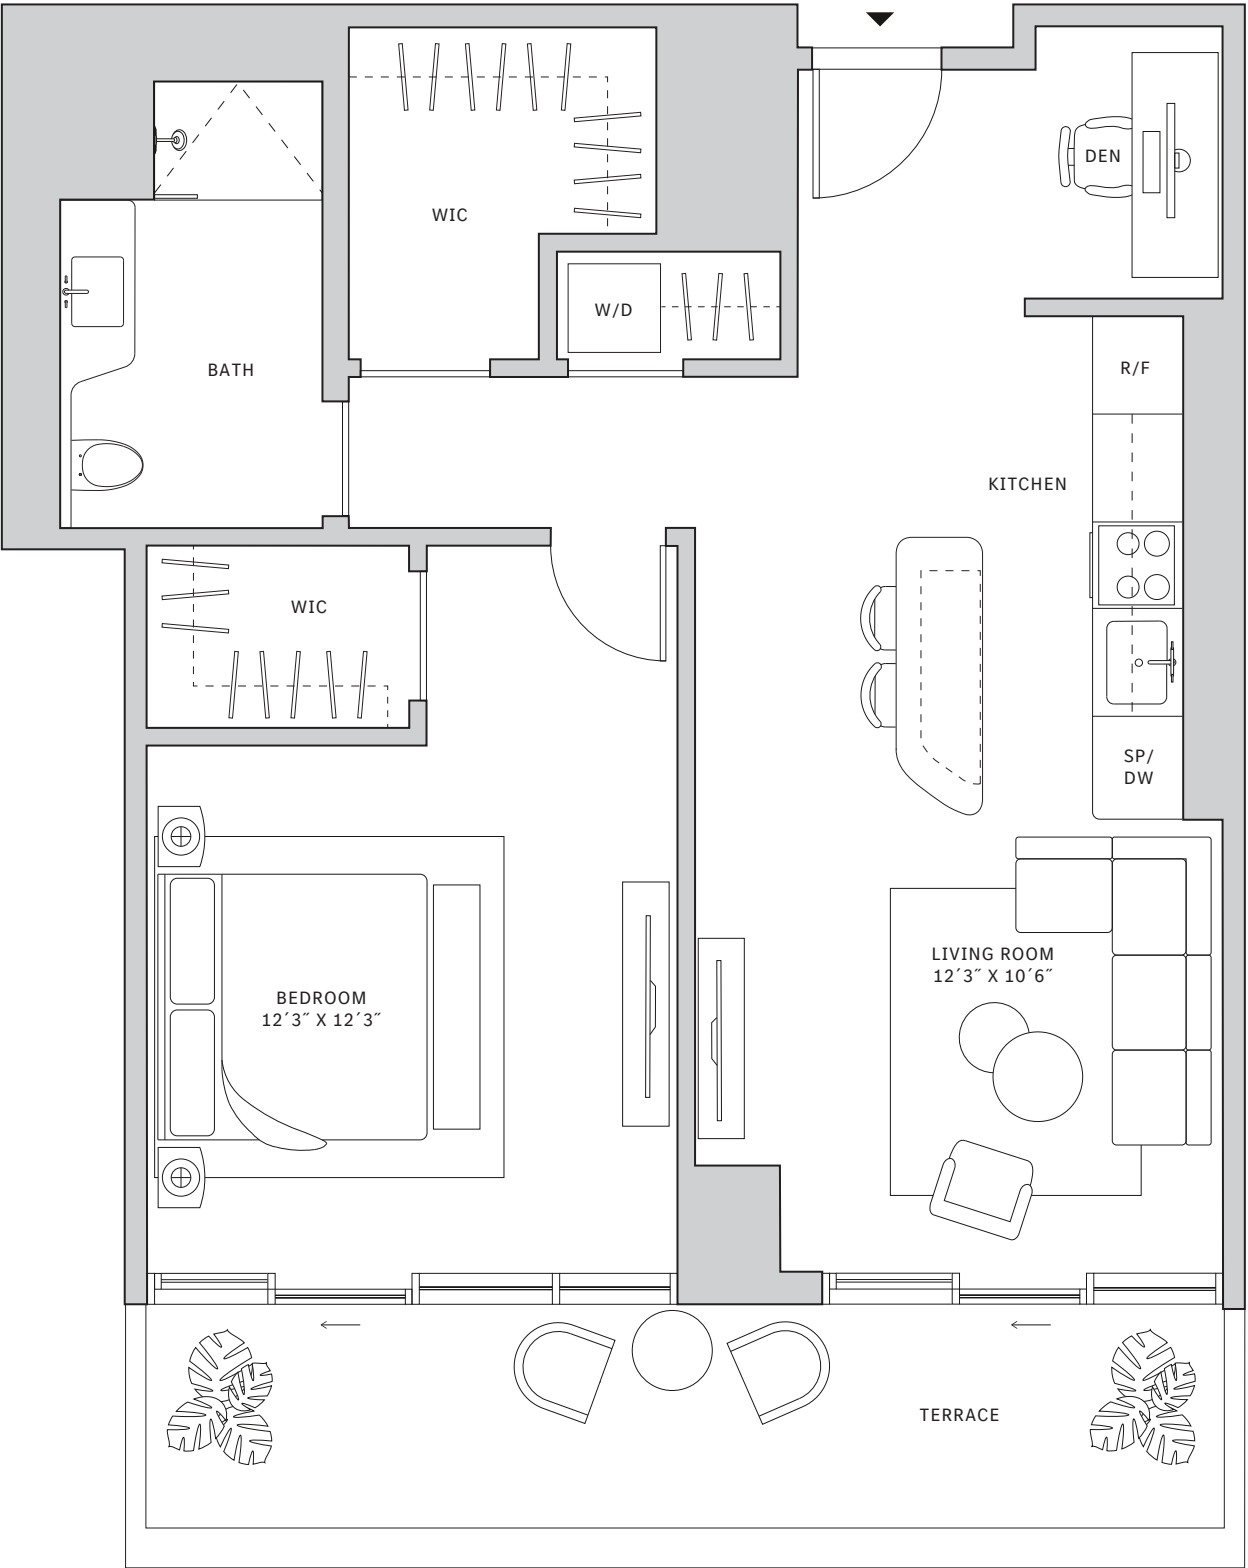 DEN
WIC
W/D
BATH
R/F
KITCHEN
WIC
SP/
DW
LIVING ROOM
12´3˝ X 10´6˝
BEDROOM
12´3˝ X 12´3˝
TERRACE